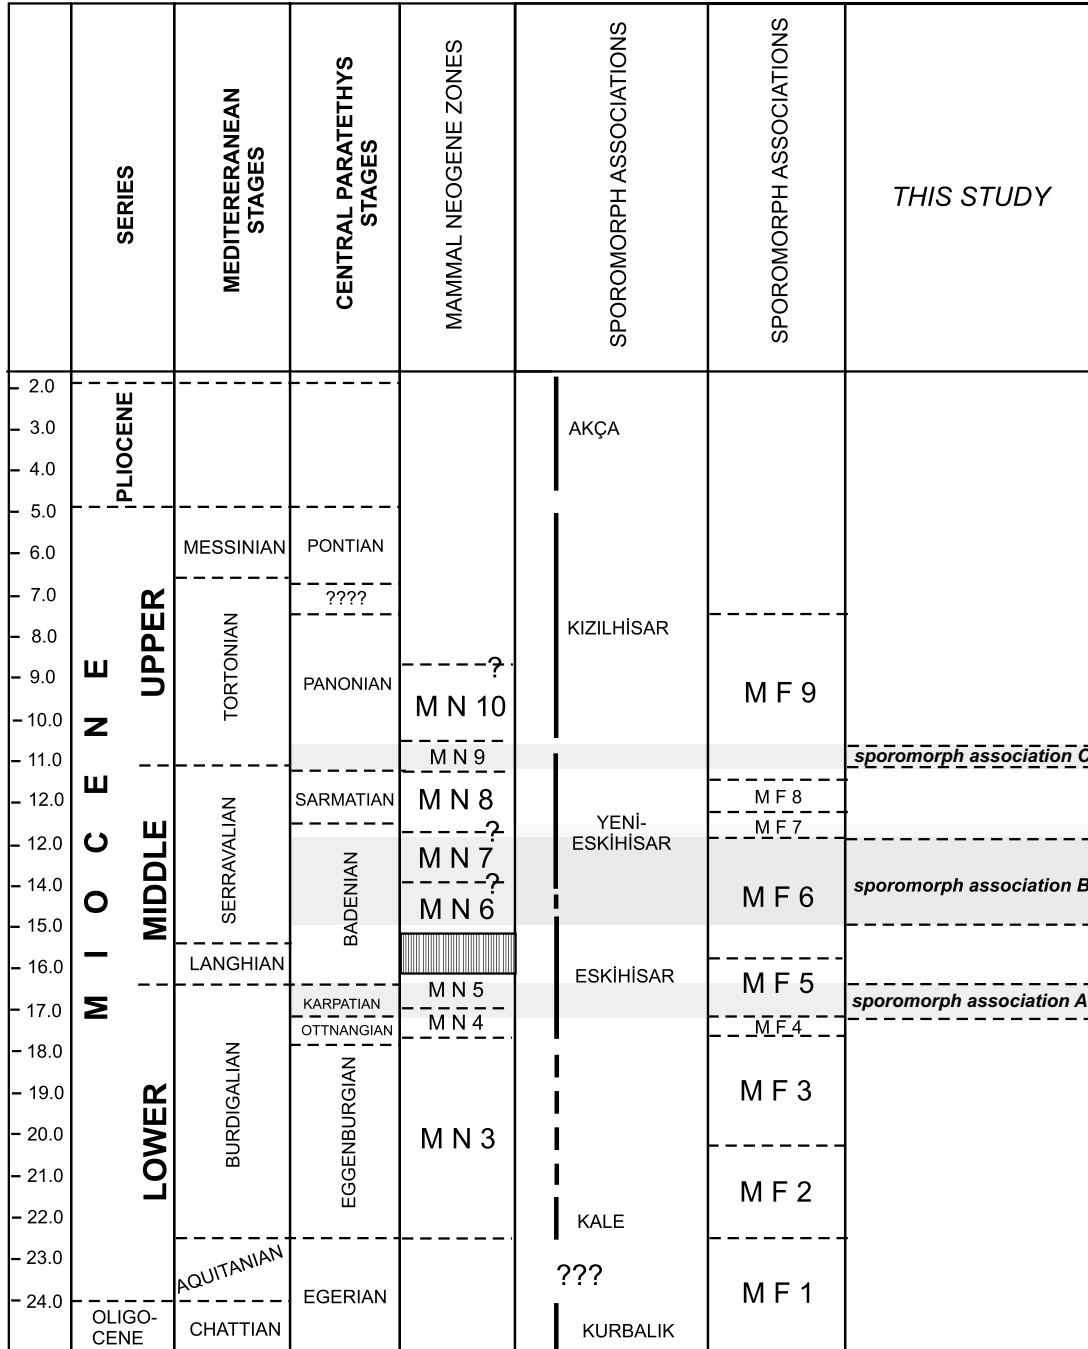 SERIES
MEDITERERANEAN
STAGES
CENTRAL PARATETHYS
STAGES
MAMMAL NEOGENE ZONES
SPOROMORPH ASSOCIATIONS
SPOROMORPH ASSOCIATIONS
THIS STUDY
2.0
3.0
4.0
5.0
6.0
7.0
8.0
9.0
10.0
11.0
12.0
12.0
14.0
15.0
16.0
17.0
18.0
19.0
20.0
21.0
22.0
23.0
24.0
PLIOCENE
MIOCENE
UPPER
MIDDLE
LOWER
OLIGO-
CENE
MESSINIAN
TORTONIAN
SERRAVALIAN
LANGHIAN
BURDIGALIAN
AQUITANIAN
CHATTIAN
PONTIAN
????
PANONIAN
SARMATIAN
BADENIAN
KARPATIAN
OTTNANGIAN
EGGENBURGIAN
EGERIAN
?
M N 10
M N 9
M N 8
?
M N 7
?
M N 6
M N 5
M N 4
M N 3
AKÇA
KIZILHİSAR
YENİ-
ESKİHİSAR
ESKİHİSAR
KALE
???
KURBALIK
M F 9
M F 8
M F 7
M F 6
M F 5
M F 4
M F 3
M F 2
M F 1
sporomorph association C
sporomorph association B
sporomorph association A